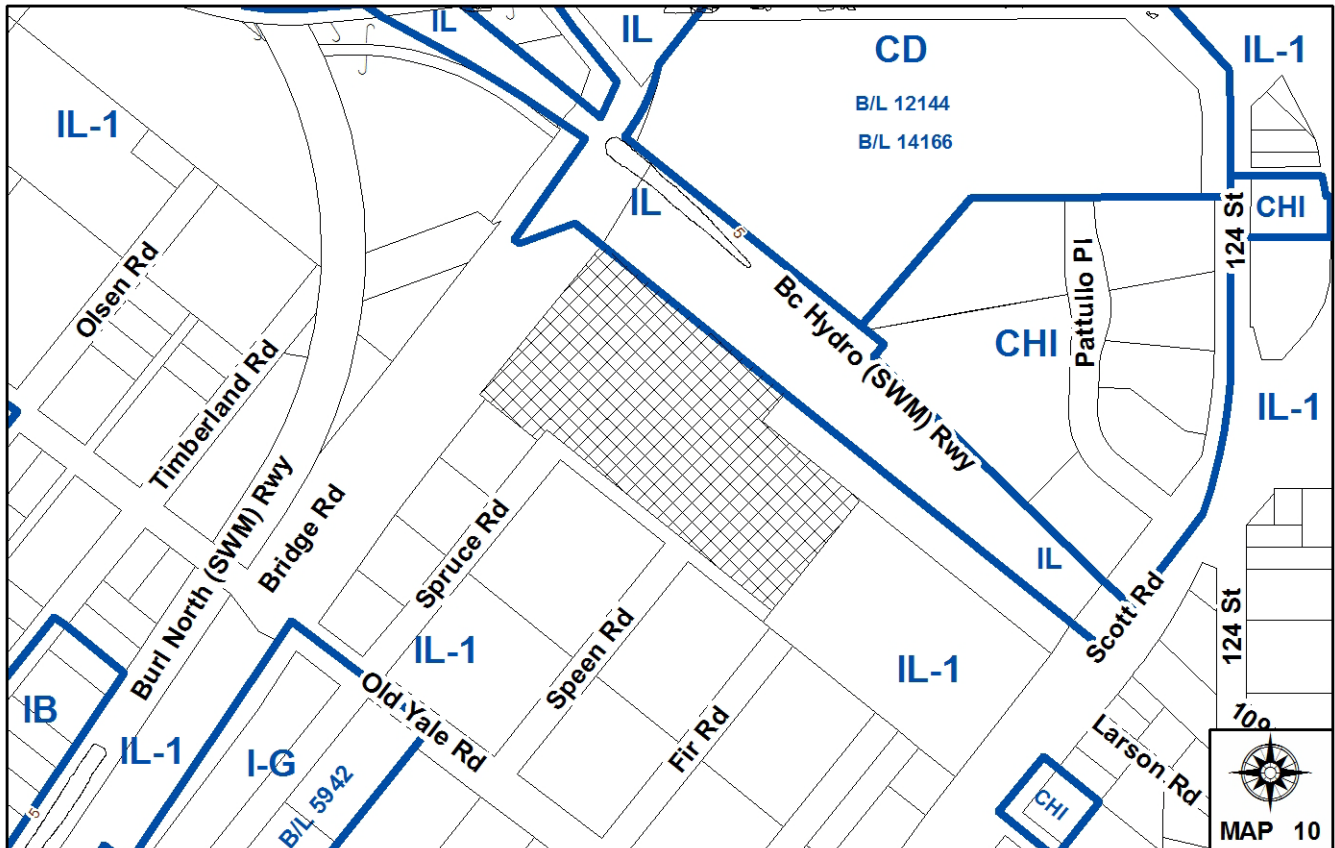 IL
IL
CD
IL-1
B/L 12144
B/L 14166
IL-1
IL
CHI
124 St
5
Olsen Rd
Bc Hydro (SWM) Rwy
Pattullo Pl
CHI
Timberland Rd
IL-1
Burl North (SWM) Rwy
Bridge Rd
Spruce Rd
IL
Scott Rd
124 St
IL-1
Speen Rd
IL-1
Old Yale Rd
Fir Rd
IB
IL-1
I-G
B/L 5942
Larson Rd
109
CHI
5
MAP 10